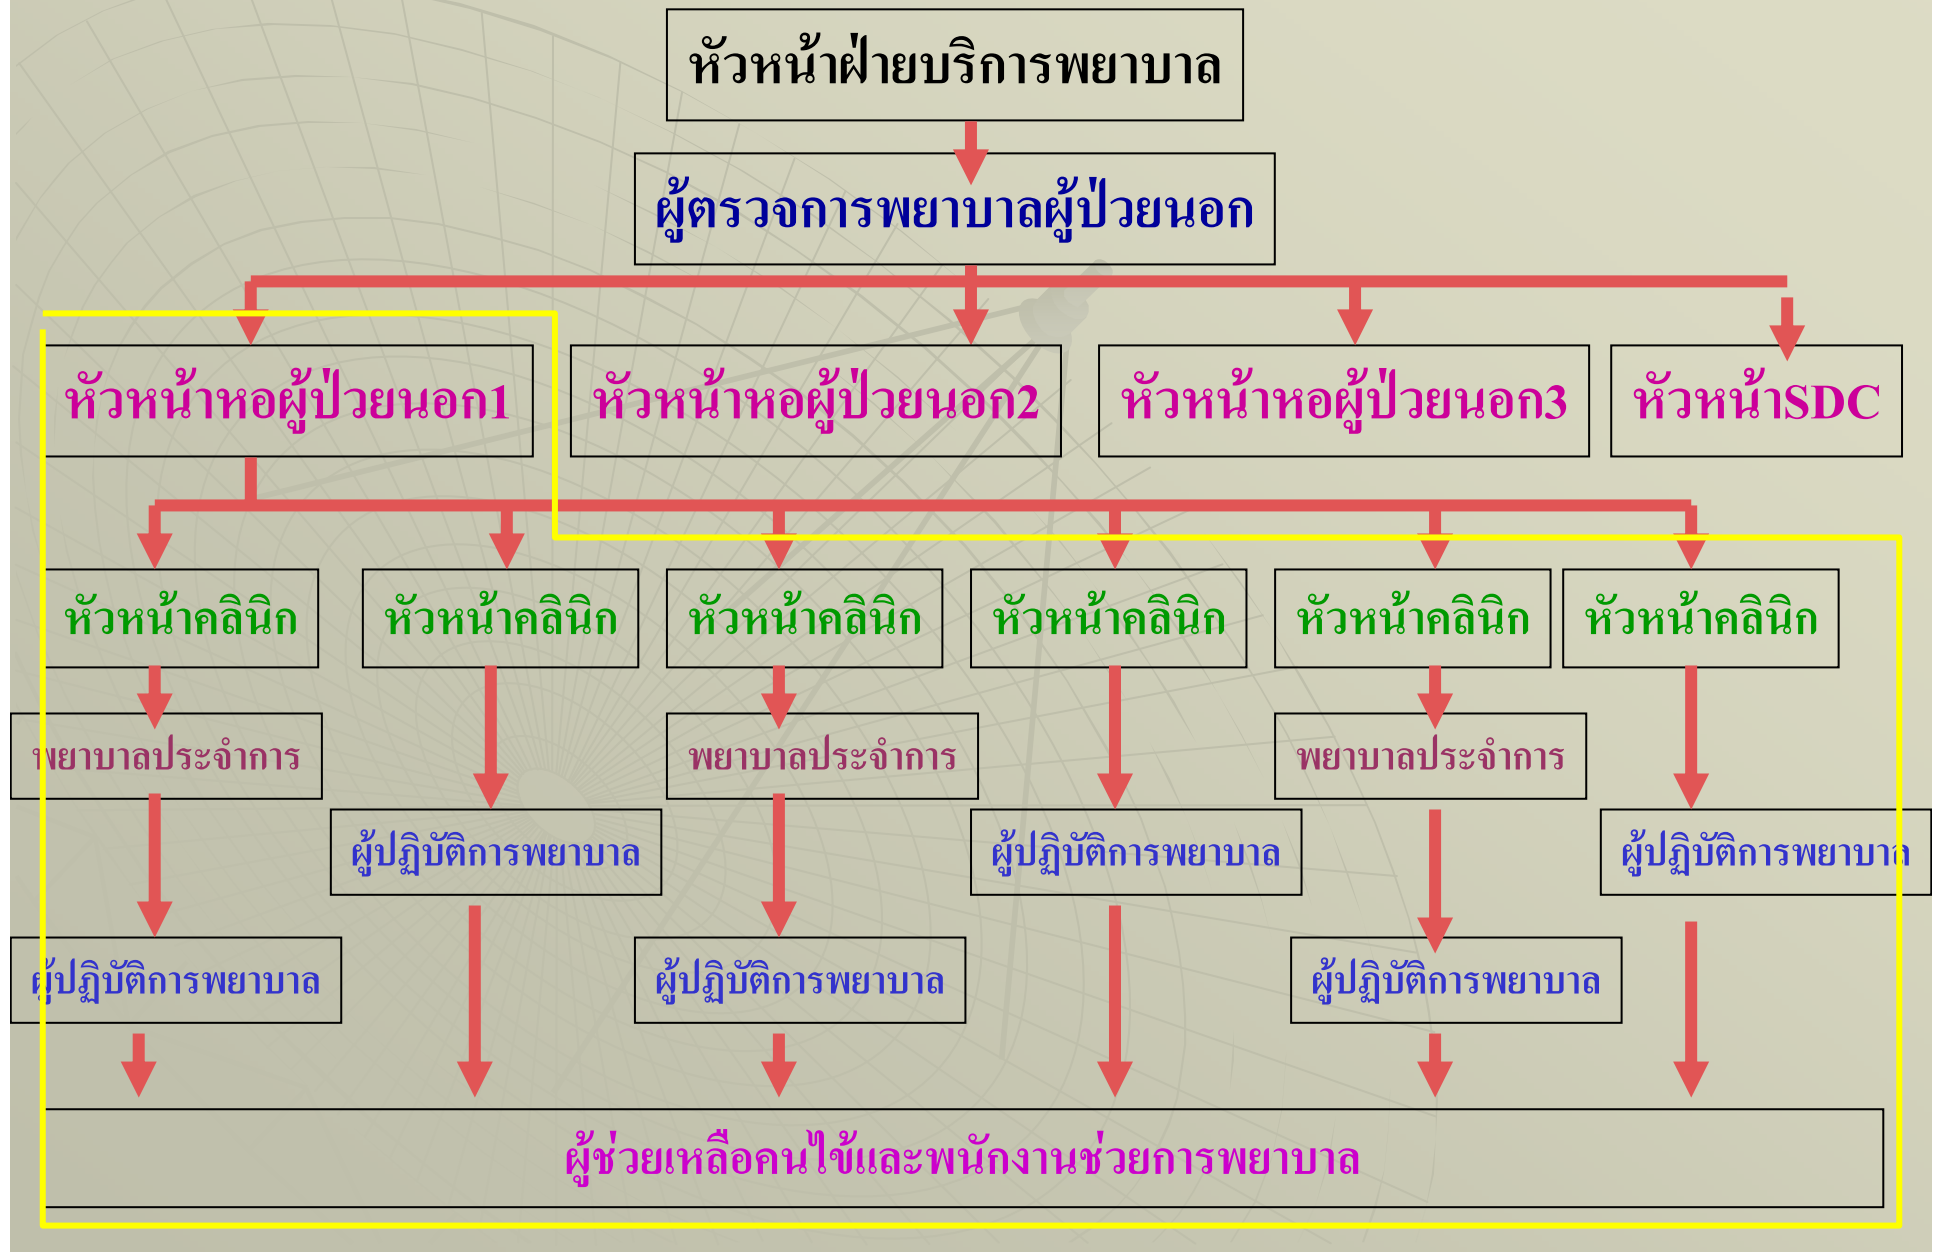 หัวหน้าฝ่ายบริการพยาบาล
ผู้ตรวจการพยาบาลผู้ป่วยนอก
หัวหน้าหอผู้ป่วยนอก1
หัวหน้าหอผู้ป่วยนอก2
หัวหน้าหอผู้ป่วยนอก3
หัวหน้าSDC
หัวหน้าคลินิก
หัวหน้าคลินิก
หัวหน้าคลินิก
หัวหน้าคลินิก
หัวหน้าคลินิก
หัวหน้าคลินิก
พยาบาลประจำการ
พยาบาลประจำการ
พยาบาลประจำการ
ผู้ปฏิบัติการพยาบาล
ผู้ปฏิบัติการพยาบาล
ผู้ปฏิบัติการพยาบาล
ผู้ปฏิบัติการพยาบาล
ผู้ปฏิบัติการพยาบาล
ผู้ปฏิบัติการพยาบาล
ผู้ช่วยเหลือคนไข้และพนักงานช่วยการพยาบาล